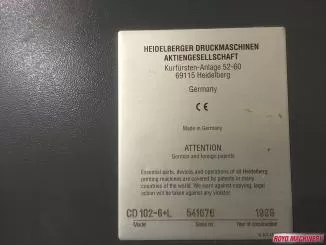 HEIDELBERGER DRUCKMASCHINEN
AKTIENGESELLSCHAFT
Kurfürsten-Anlage 52-60
69115 Heidelberg
Germany
CE
Made in Germany
ATTENTION
German and foreign patents
Essential parts, devices and operations of all Heidelberg
printing machines are covered by patents in many
countries of the world. We warn against copying, legal
action will be taken against any violation.
CD 102-6+L 541676
Model Serial No. Year of construction
BOYD MACHINERY